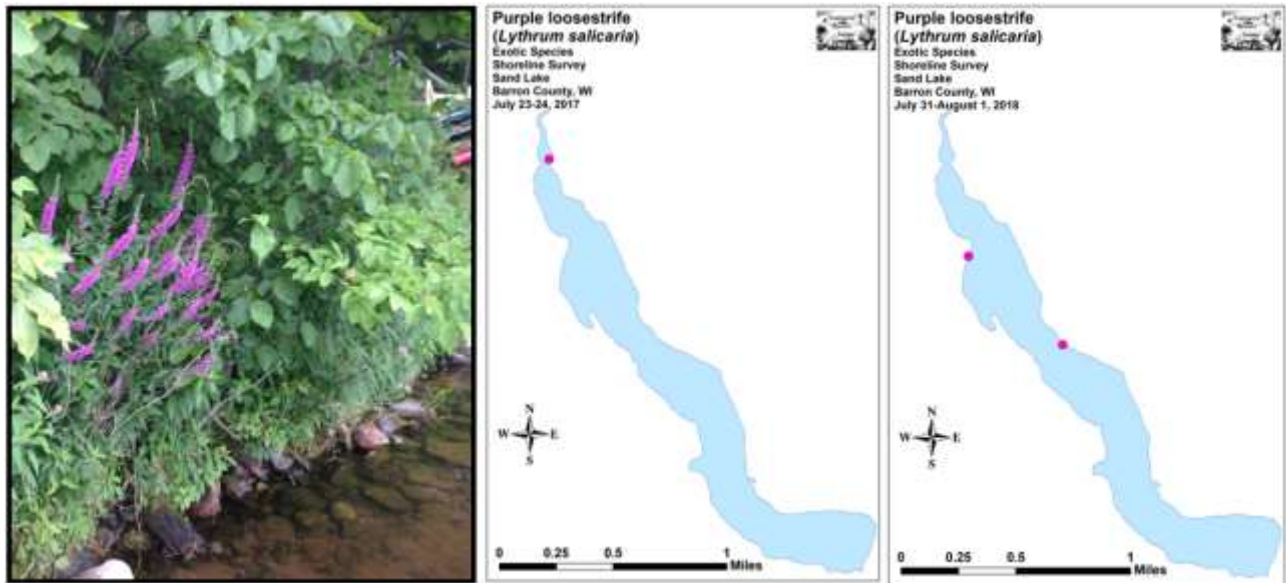 Purple loosestrife
(Lythrum salicaria)
Exotic Species
Shoreline Survey
Sand Lake
Barron County, WI
July 23-24, 2017
N
W E
S
0 0.25 0.5 1
Miles
Purple loosestrife
(Lythrum salicaria)
Exotic Species
Shoreline Survey
Sand Lake
Barron County, WI
July 31-August 1, 2018
N
W E
S
0 0.25 0.5 1
Miles